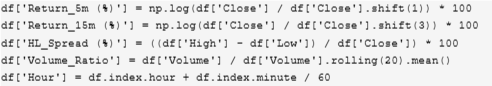 df['Return_5m (%)'] = np.log(df['Close'] / df['Close'].shift(1)) * 100
df['Return_15m (%)'] = np.log(df['Close'] / df['Close'].shift(3)) * 100
df['HL_Spread (%)'] = ((df['High'] - df['Low']) / df['Close']) * 100
df['Volume_Ratio'] = df['Volume'] / df['Volume'].rolling(20).mean()
df['Hour'] = df.index.hour + df.index.minute / 60